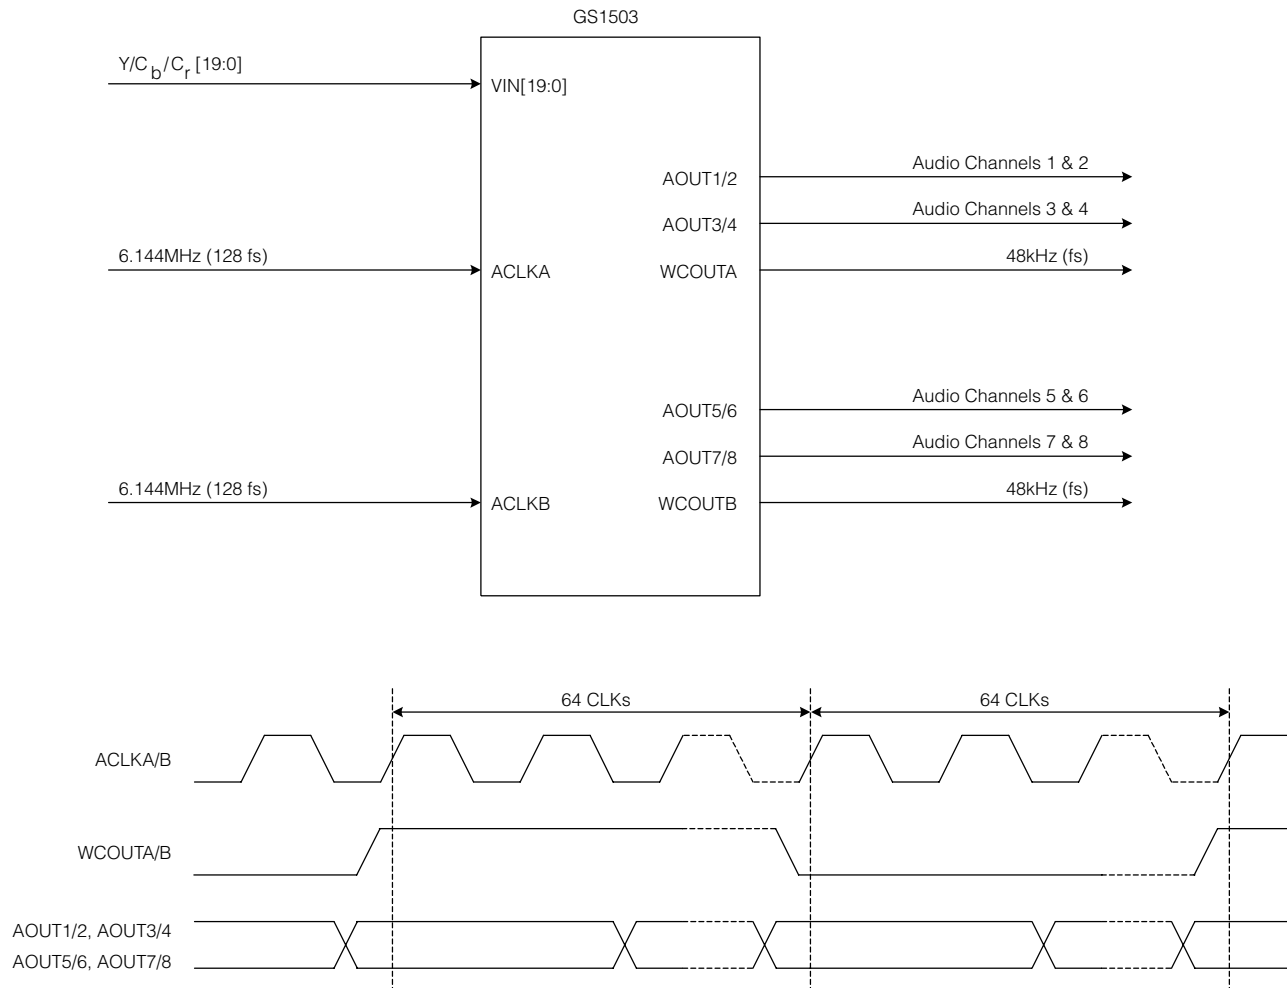 GS1503
Y/Cb/Cr [19:0]
VIN[19:0]
AOUT1/2
Audio Channels 1 & 2
AOUT3/4
Audio Channels 3 & 4
6.144MHz (128 fs)
ACLKA
WCOUTA
48kHz (fs)
AOUT5/6
Audio Channels 5 & 6
AOUT7/8
Audio Channels 7 & 8
6.144MHz (128 fs)
ACLKB
WCOUTB
48kHz (fs)
64 CLKs
64 CLKs
ACLKA/B
WCOUTA/B
AOUT1/2, AOUT3/4
AOUT5/6, AOUT7/8